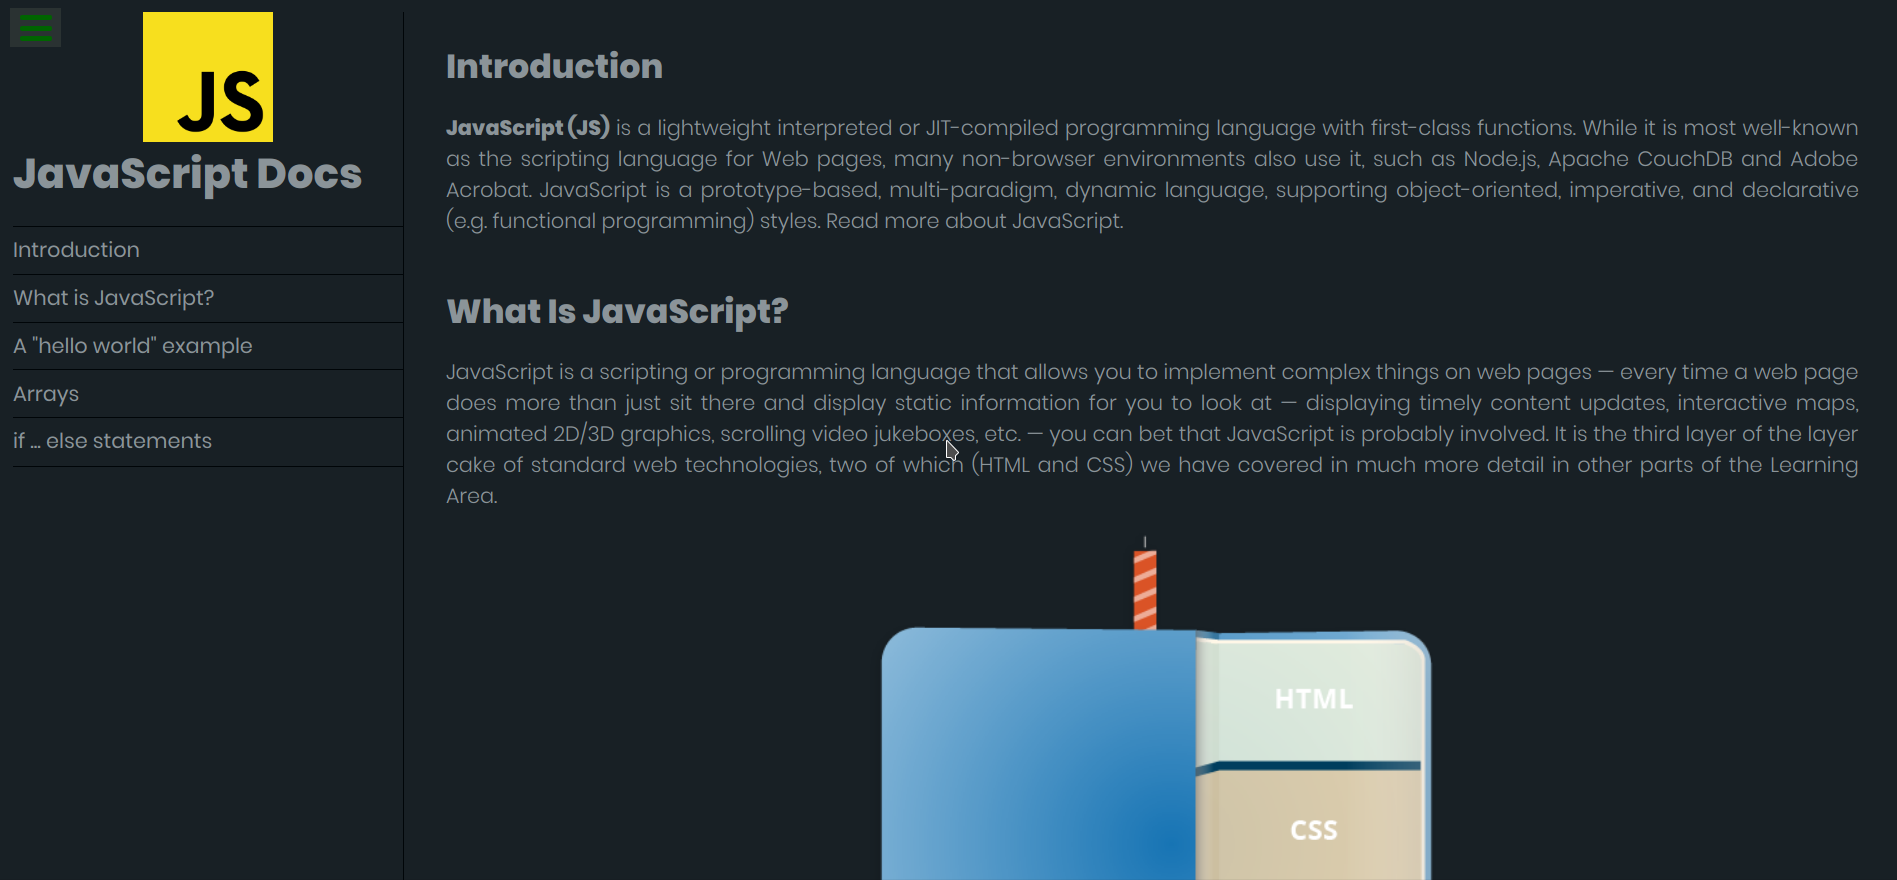 JS
JavaScript Docs
Introduction
What is JavaScript?
A "hello world" example
Arrays
if ... else statements
Introduction
JavaScript (JS) is a lightweight interpreted or JIT-compiled programming language with first-class functions. While it is most well-known
as the scripting language for Web pages, many non-browser environments also use it, such as Node.js, Apache CouchDB and Adobe
Acrobat. JavaScript is a prototype-based, multi-paradigm, dynamic language, supporting object-oriented, imperative, and declarative
(e.g. functional programming) styles. Read more about JavaScript.
What Is JavaScript?
JavaScript is a scripting or programming language that allows you to implement complex things on web pages — every time a web page
does more than just sit there and display static information for you to look at — displaying timely content updates, interactive maps,
animated 2D/3D graphics, scrolling video jukeboxes, etc. — you can bet that JavaScript is probably involved. It is the third layer of the layer
cake of standard web technologies, two of which (HTML and CSS) we have covered in much more detail in other parts of the Learning
Area.
HTML
CSS